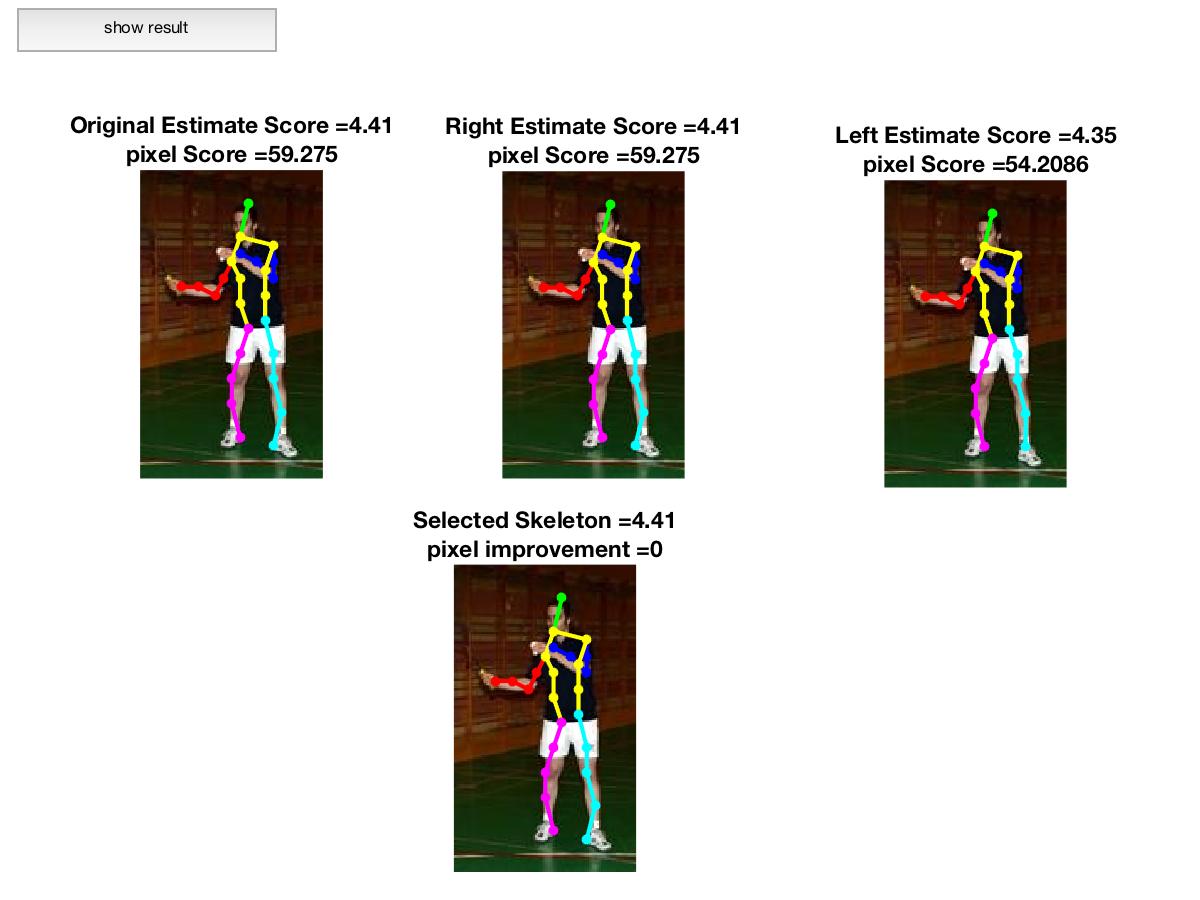 show result
Original Estimate Score =4.41
pixel Score =59.275
Right Estimate Score =4.41
pixel Score =59.275
Left Estimate Score =4.35
pixel Score =54.2086
Selected Skeleton =4.41
pixel improvement =0